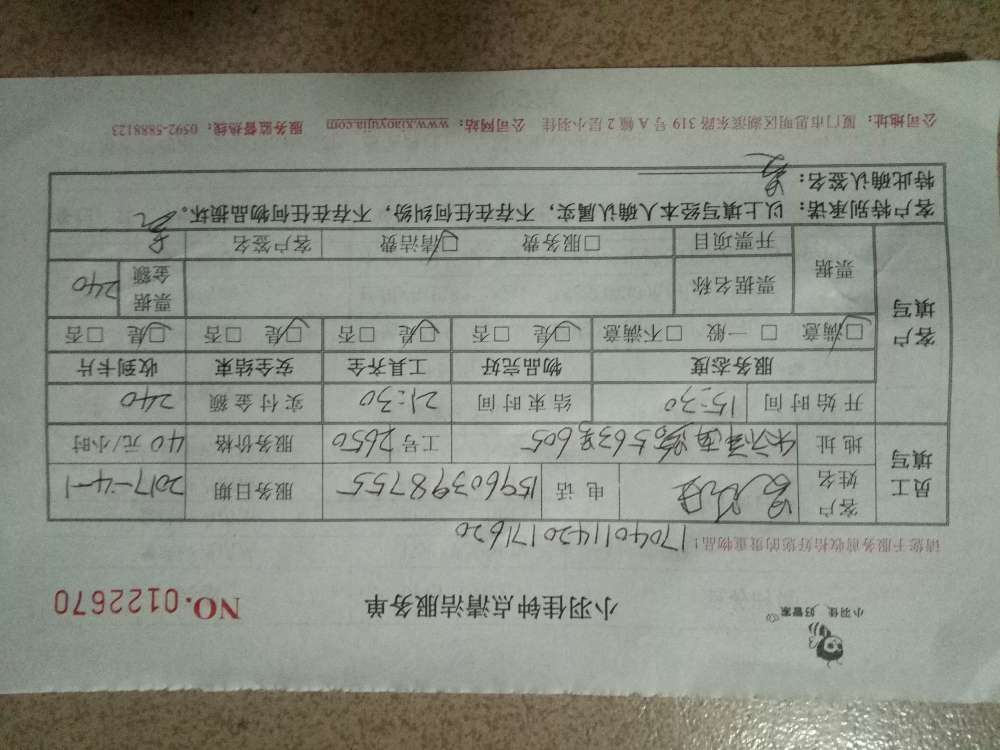 小羽佳 好管家
小羽佳钟点清洁服务单 NO.0122670
请您于服务前收拾好您的贵重物品！ 1704011420171620
员工填写 客户姓名 电话 15960398755 服务日期 2017-4-1
地址 605 工号 2650 服务价格 40元/小时
开始时间 15:30 结束时间 21:30 实付金额 240
客户填写 服务态度 物品完好 工具齐全 安全结束 收到卡片
☑满意 □一般 □不满意 ☑是 □否 ☑是 □否 ☑是 □否 ☑是 □否
票据 票据名称 票据金额 240
开票项目 □服务费 ☑清洁费 客户签名
客户特别承诺：以上填写经本人确认属实，不存在任何纠纷，不存在任何物品损坏。
特此确认签名：
公司地址：厦门市思明区湖滨东路319号A幢2层小羽佳 公司网站：www.xiaoyujia.com 服务监督热线：0592-5888123